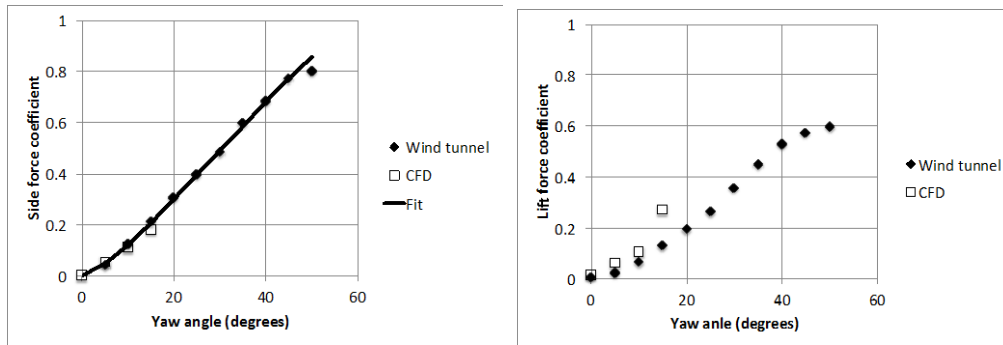 1
0.8
0.6
0.4
0.2
0
0
20
40
60
Side force coefficient
Yaw angle (degrees)
Wind tunnel
CFD
Fit
1
0.8
0.6
0.4
0.2
0
0
20
40
60
Lift force coefficient
Yaw anle (degrees)
Wind tunnel
CFD